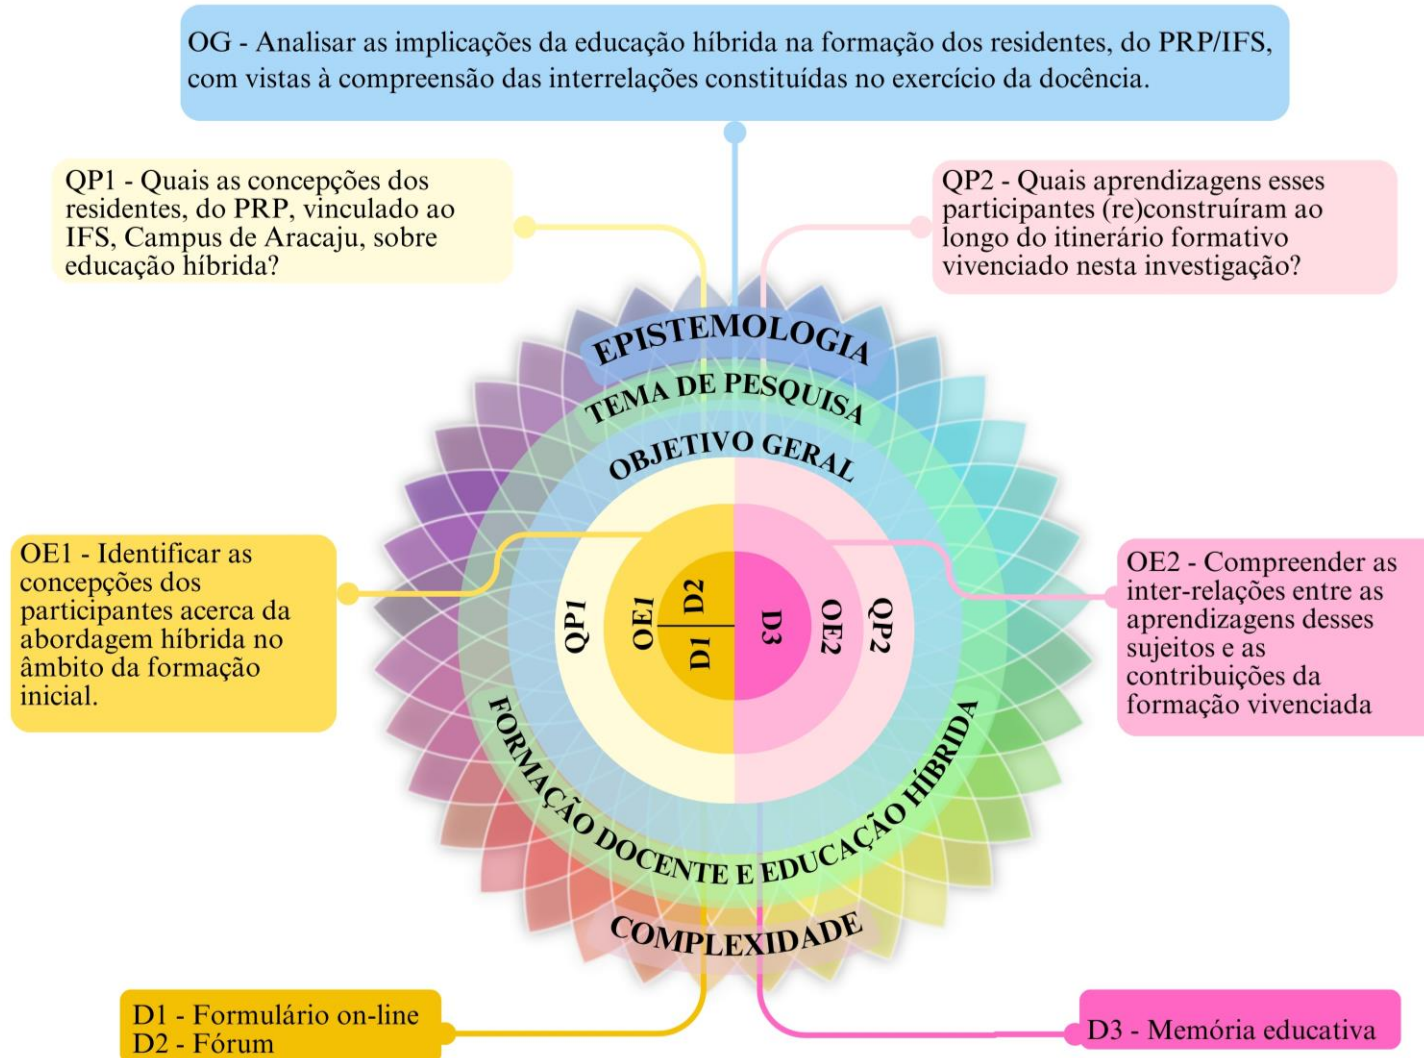 OG - Analisar as implicações da educação híbrida na formação dos residentes, do PRP/IFS,
com vistas à compreensão das interrelações constituídas no exercício da docência.
QP1 - Quais as concepções dos
residentes, do PRP, vinculado ao
IFS, Campus de Aracaju, sobre
educação híbrida?
QP2 - Quais aprendizagens esses
participantes (re)construíram ao
longo do itinerário formativo
vivenciado nesta investigação?
EPISTEMOLOGIA
TEMA DE PESQUISA
OBJETIVO GERAL
OE1 - Identificar as
concepções dos
participantes acerca da
abordagem híbrida no
âmbito da formação
inicial.
QP1
OE1
D2
D1
D3
OE2
QP2
OE2 - Compreender as
inter-relações entre as
aprendizagens desses
sujeitos e as
contribuições da
formação vivenciada
FORMAÇÃO DOCENTE E EDUCAÇÃO HÍBRIDA
COMPLEXIDADE
D1 - Formulário on-line
D2 - Fórum
D3 - Memória educativa